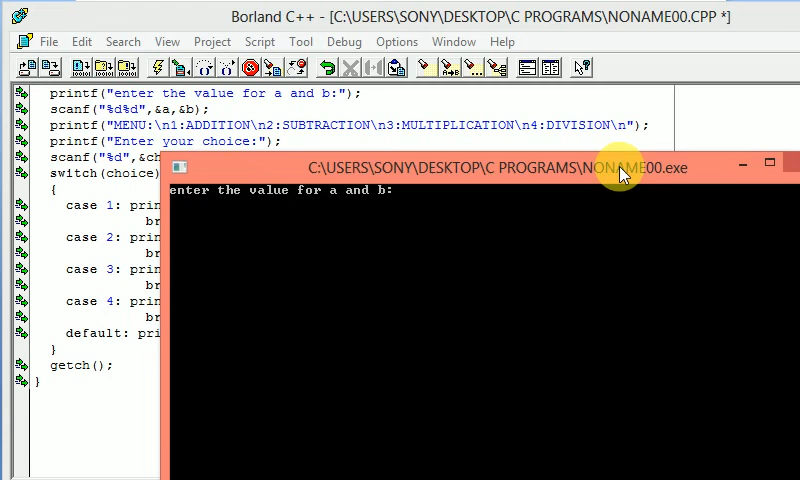 Borland C++ - [C:\USERS\SONY\DESKTOP\C PROGRAMS\NONAME00.CPP *]
File Edit Search View Project Script Tool Debug Options Window Help
printf("enter the value for a and b:");
scanf("%d%d",&a,&b);
printf("MENU:\n1:ADDITION\n2:SUBTRACTION\n3:MULTIPLICATION\n4:DIVISION\n");
printf("Enter your choice:");
scanf("%d",&ch
switch(choice)
{
case 1: prin
br
case 2: prin
br
case 3: prin
br
case 4: prin
br
default: pri
}
getch();
}
C:\USERS\SONY\DESKTOP\C PROGRAMS\NONAME00.exe
enter the value for a and b: